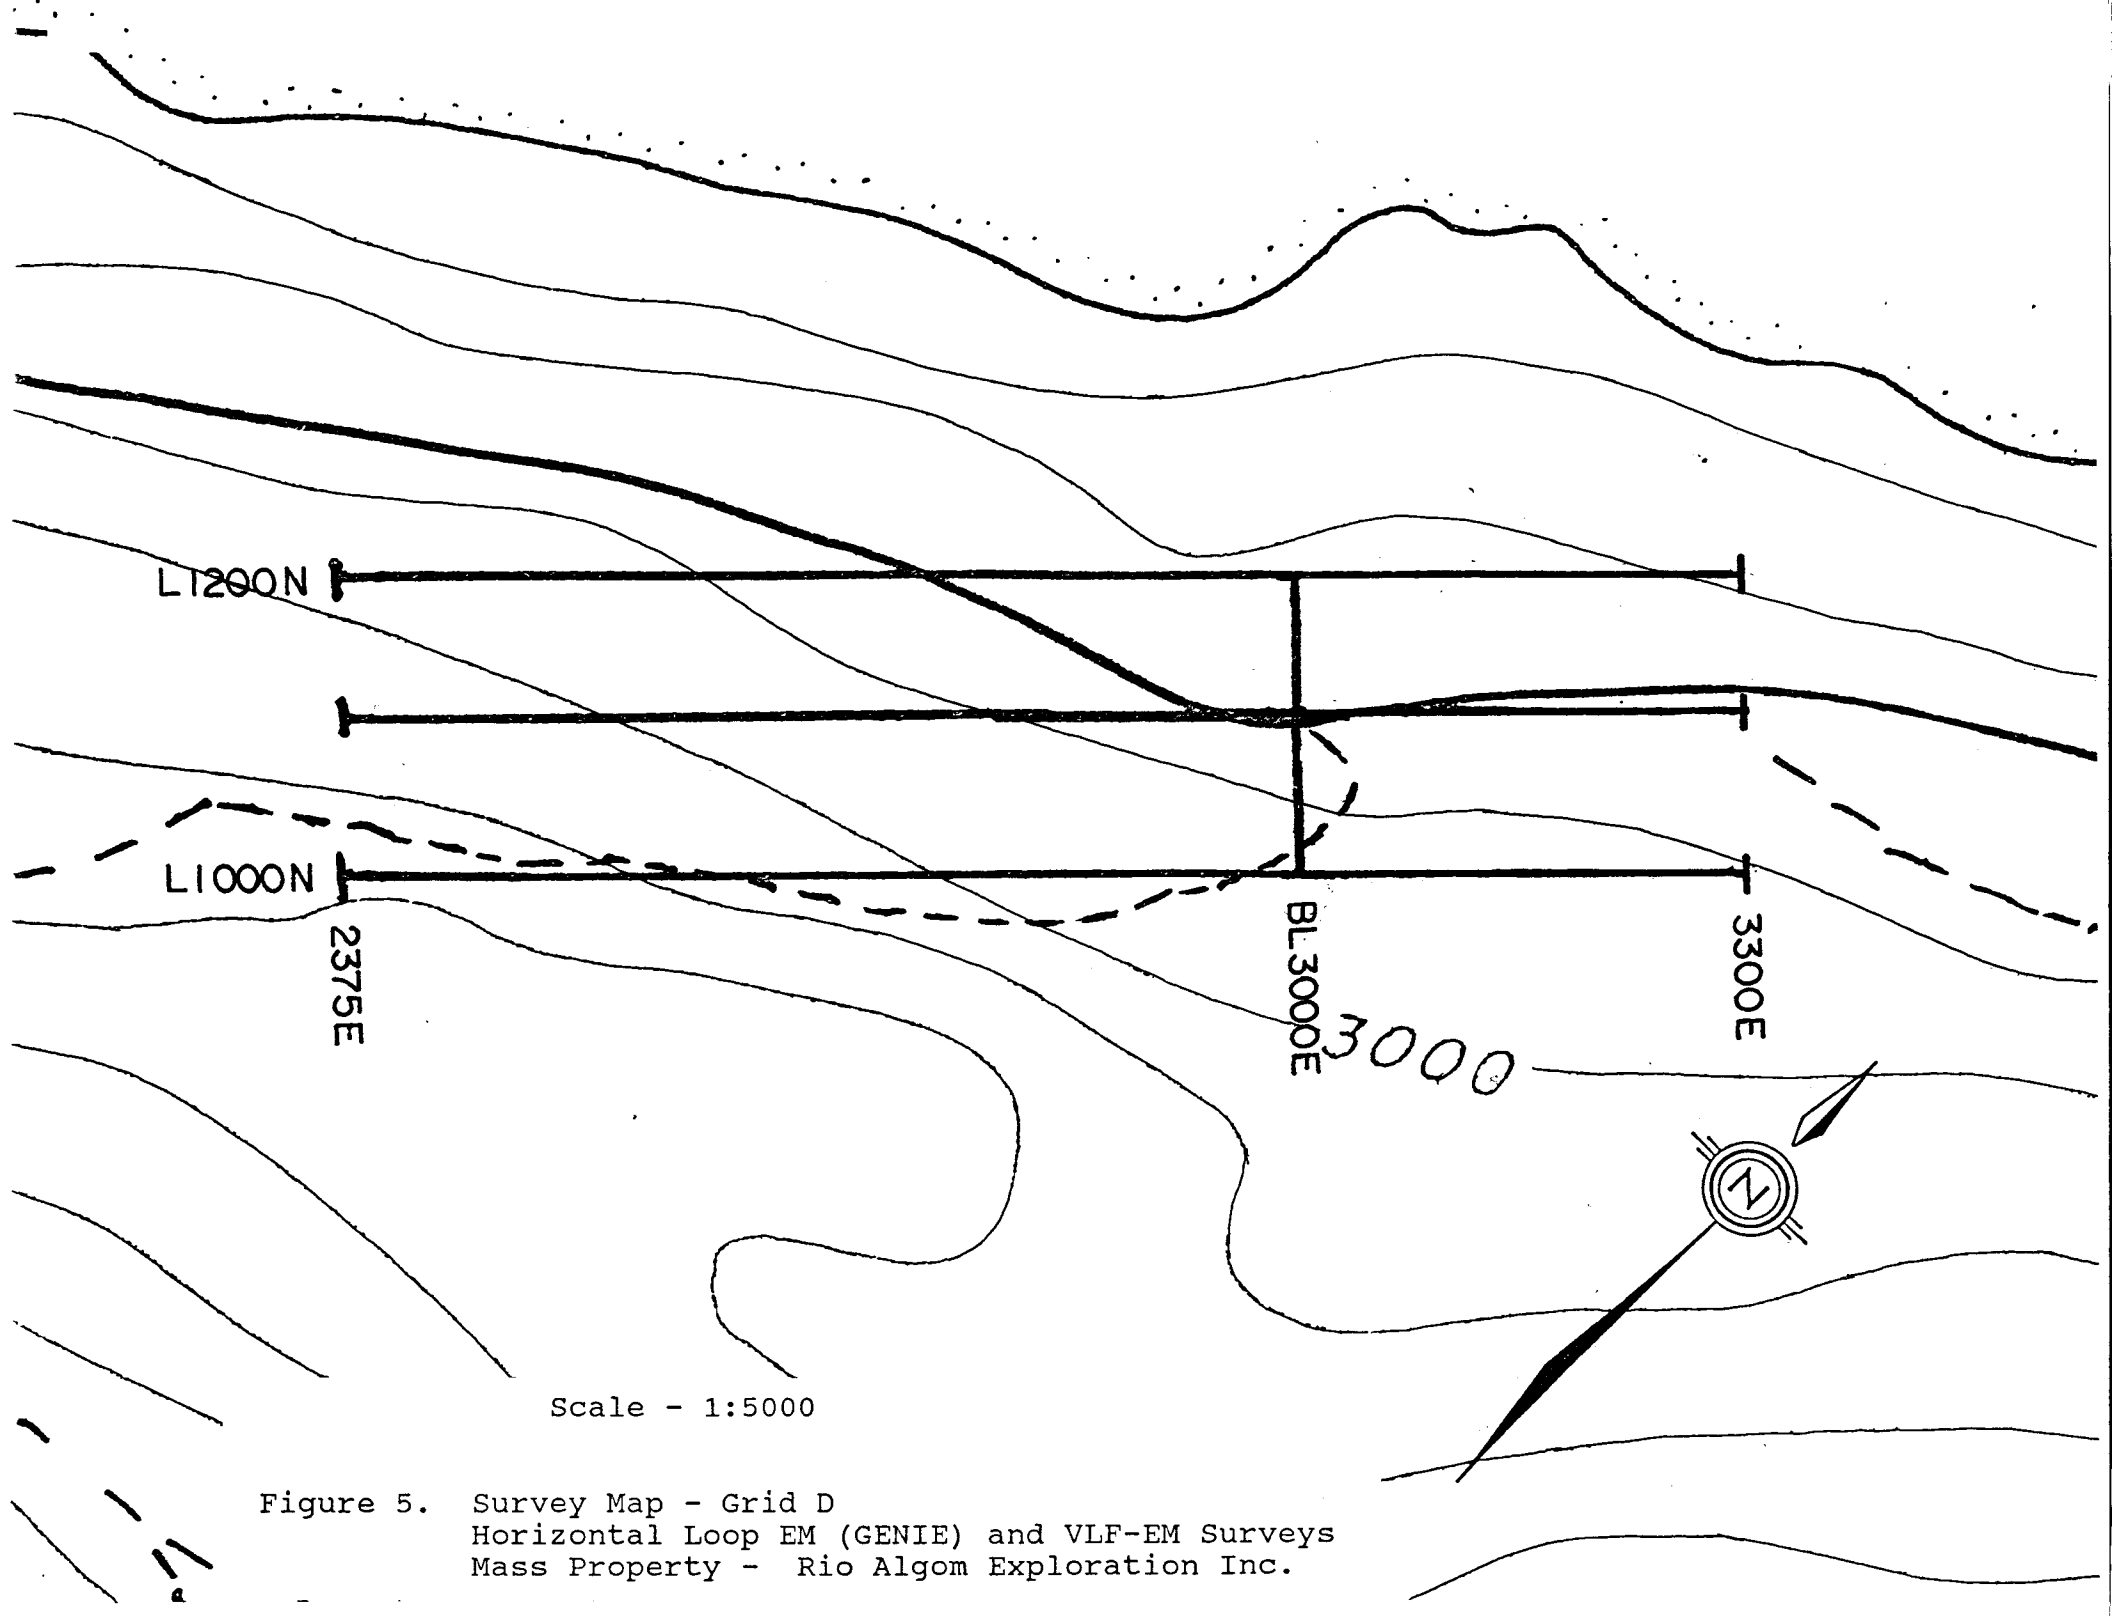 L1200N
L1000N
2375E
BL3000E
3300E
3000
N
Scale - 1:5000
Figure 5. Survey Map - Grid D
Horizontal Loop EM (GENIE) and VLF-EM Surveys
Mass Property - Rio Algom Exploration Inc.